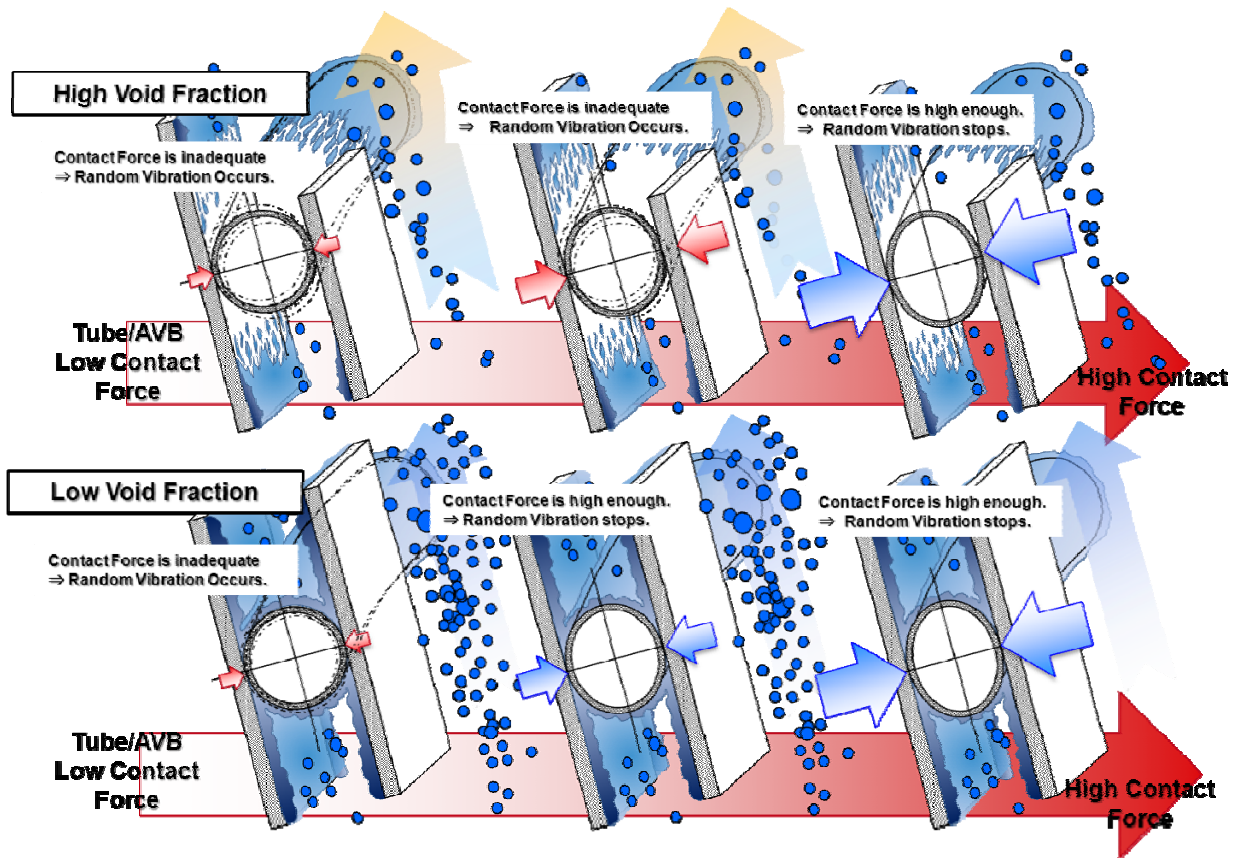 High Void Fraction
Contact Force is inadequate
⇒ Random Vibration Occurs.
Contact Force is inadequate
⇒ Random Vibration Occurs.
Contact Force is high enough.
⇒ Random Vibration stops.
Tube/AVB
Low Contact
Force
High Contact
Force
Low Void Fraction
Contact Force is inadequate
⇒ Random Vibration Occurs.
Contact Force is high enough.
⇒ Random Vibration stops.
Contact Force is high enough.
⇒ Random Vibration stops.
Tube/AVB
Low Contact
Force
High Contact
Force